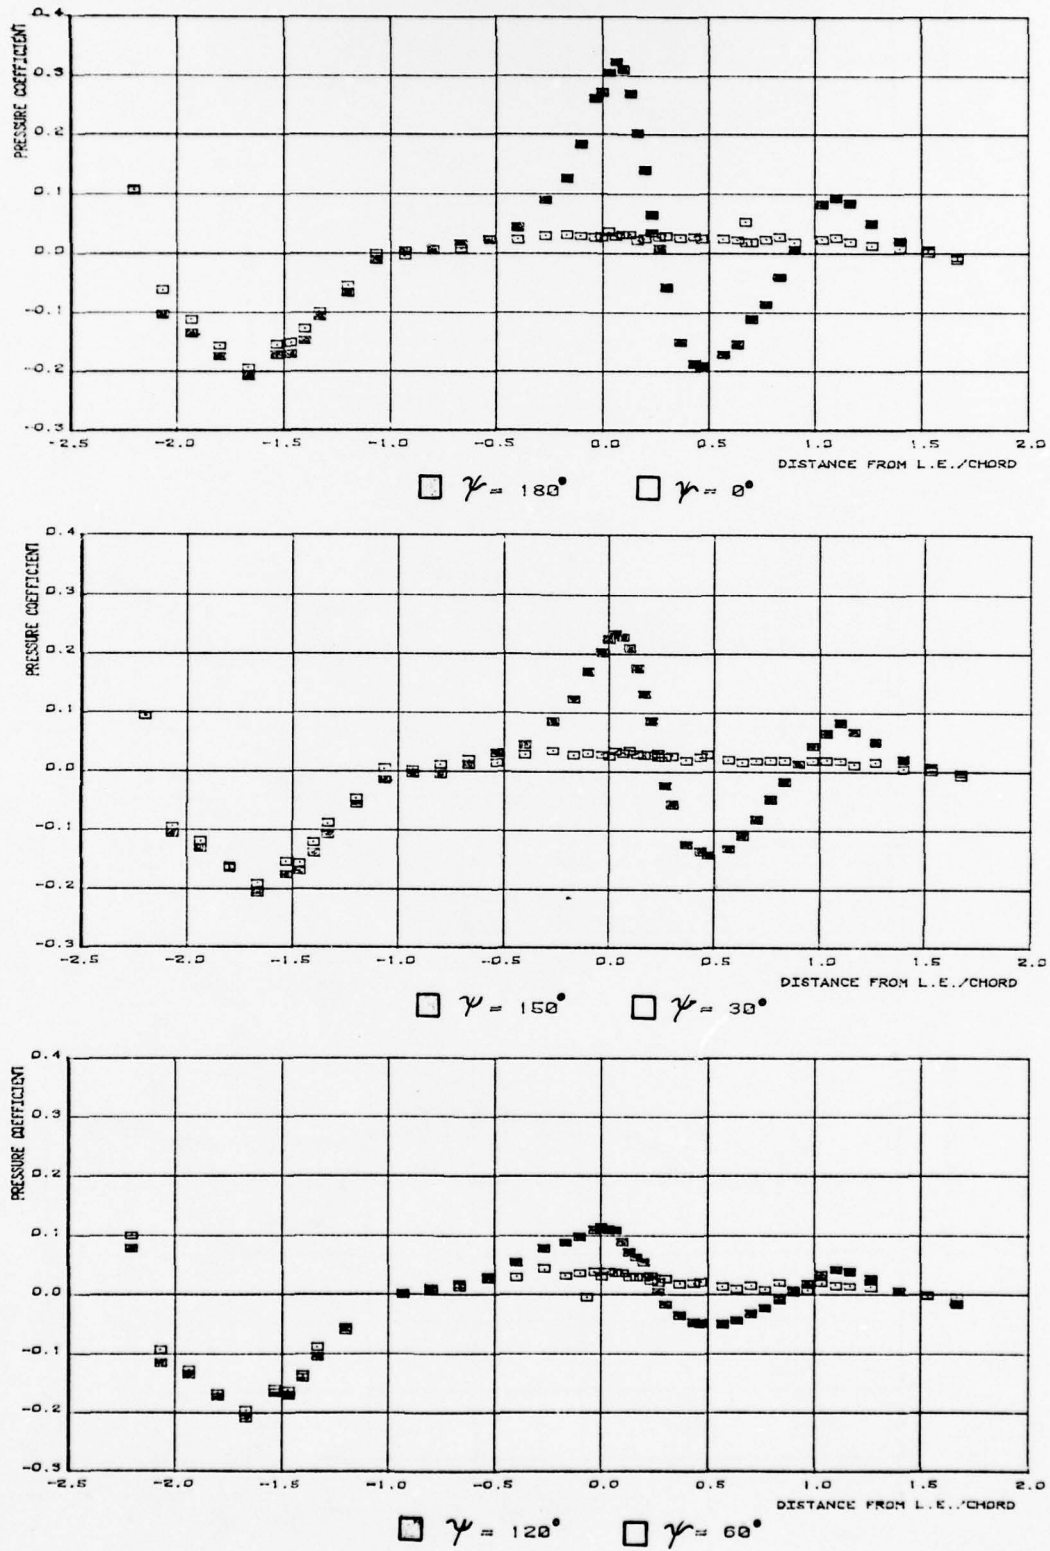 0.4
PRESSURE COEFFICIENT
0.3
0.2
0.1
0.0
-0.1
-0.2
-0.3
-2.5 -2.0 -1.5 -1.0 -0.5 0.0 0.5 1.0 1.5 2.0
DISTANCE FROM L.E./CHORD
ψ = 180° ψ = 0°
0.4
PRESSURE COEFFICIENT
0.3
0.2
0.1
0.0
-0.1
-0.2
-0.3
-2.5 -2.0 -1.5 -1.0 -0.5 0.0 0.5 1.0 1.5 2.0
DISTANCE FROM L.E./CHORD
ψ = 150° ψ = 30°
0.4
PRESSURE COEFFICIENT
0.3
0.2
0.1
0.0
-0.1
-0.2
-0.3
-2.5 -2.0 -1.5 -1.0 -0.5 0.0 0.5 1.0 1.5 2.0
DISTANCE FROM L.E./CHORD
ψ = 120° ψ = 60°